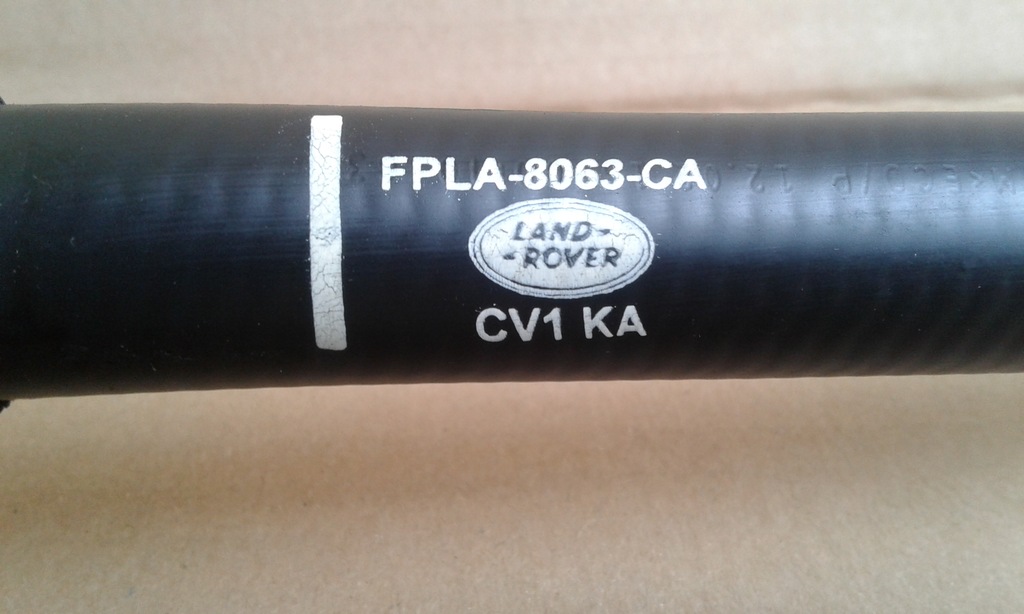 FPLA-8063-CA
LAND-
-ROVER
CV1 KA